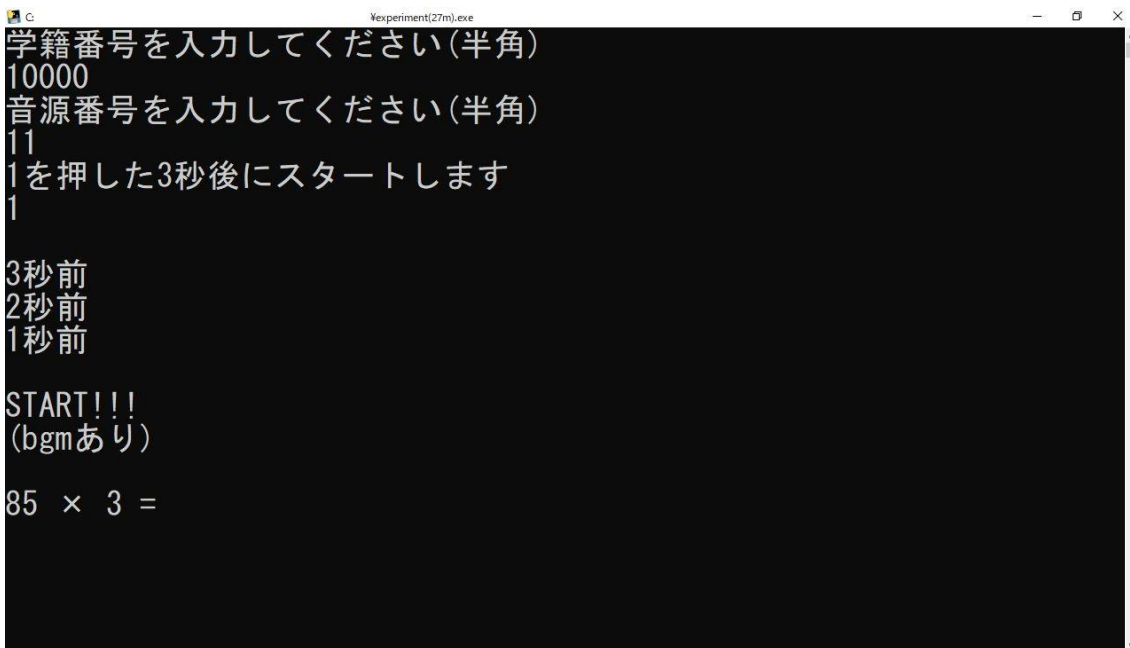 C: ¥experiment(27m).exe
学籍番号を入力してください(半角)
10000
音源番号を入力してください(半角)
11
1を押した3秒後にスタートします
1
3秒前
2秒前
1秒前
START!!!
(bgmあり)
85 × 3 =